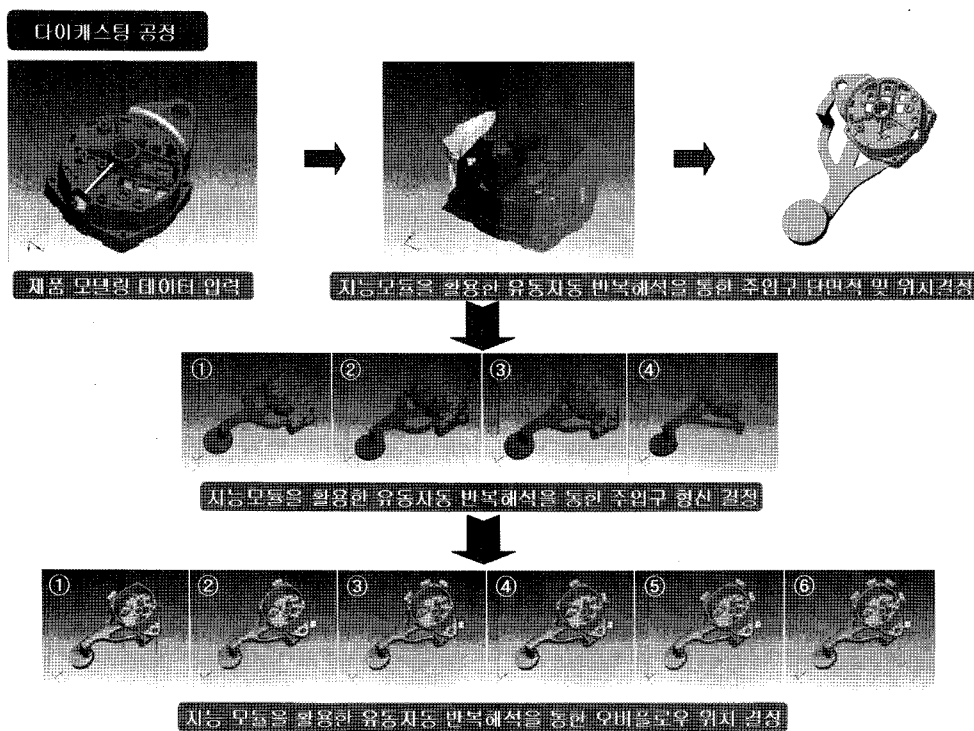 다이캐스팅 공정
제품 모델링 데이터 입력
지능모듈을 활용한 유동자동 반복해석을 통한 주입구 단면적 및 위치결정
① ② ③ ④
지능모듈을 활용한 유동자동 반복해석을 통한 주입구 형상 결정
① ② ③ ④ ⑤ ⑥
지능 모듈을 활용한 유동자동 반복해석을 통한 오버플로우 위치 결정